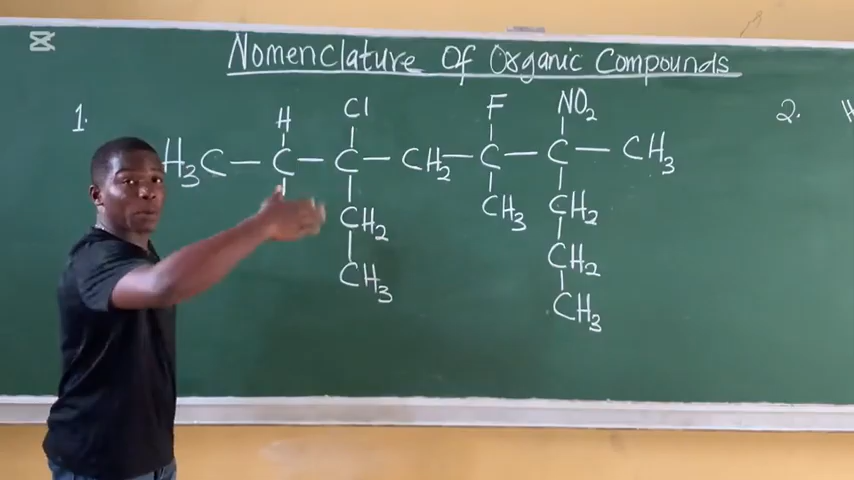 Nomenclature Of Organic Compounds
1.
2.
H Cl F NO2
H3C — C — C — CH2 — C — C — CH3
CH2 CH3 CH2
CH3 CH2
CH3
H